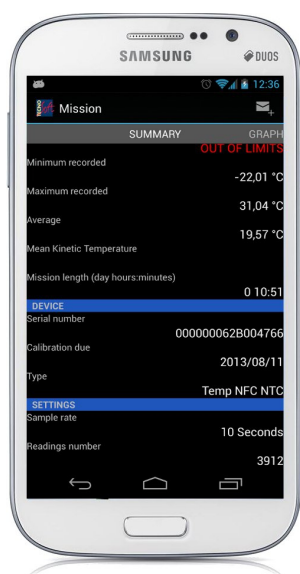 SAMSUNG DUOS
12:36
TECNO soft Mission
SUMMARY GRAPH
OUT OF LIMITS
Minimum recorded
-22,01 °C
Maximum recorded
31,04 °C
Average
19,57 °C
Mean Kinetic Temperature
Mission length (day hours:minutes)
0 10:51
DEVICE
Serial number
000000062B004766
Calibration due
2013/08/11
Type
Temp NFC NTC
SETTINGS
Sample rate
10 Seconds
Readings number
3912